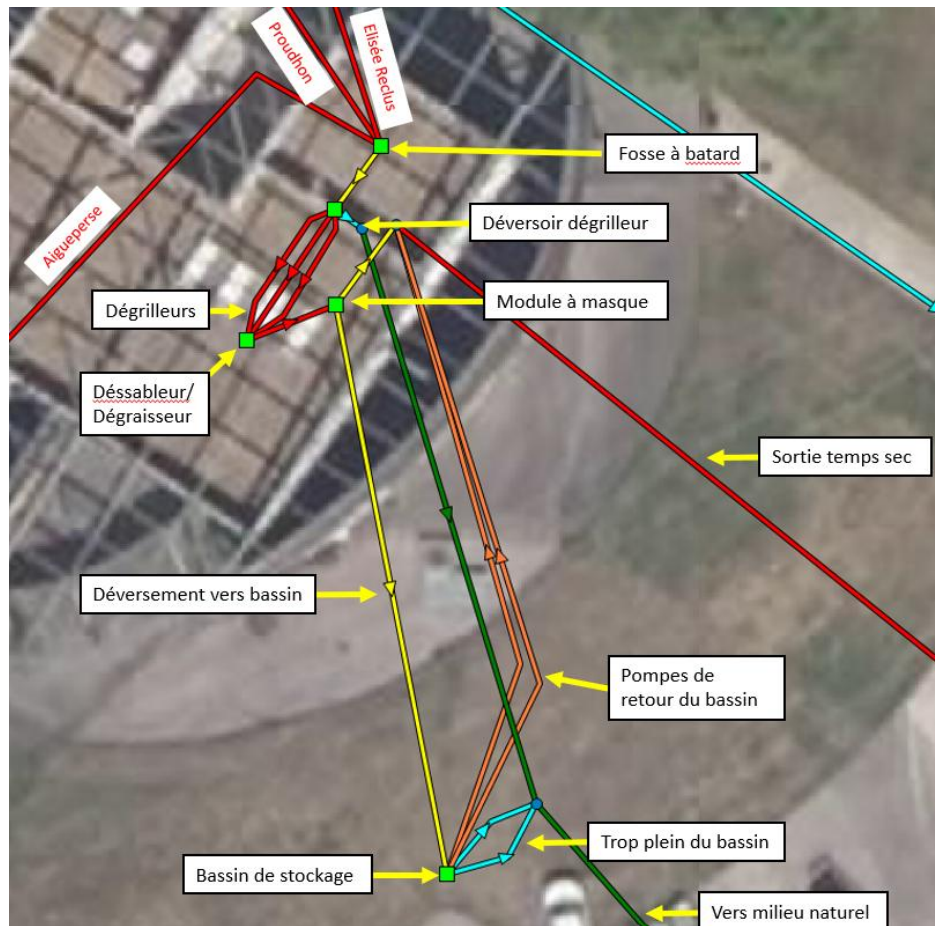 Proudhon
Elisée Reclus
Fosse à batard
Aigueperse
Déversoir dégrilleur
Dégrilleurs
Module à masque
Déssableur/
Dégraisseur
Sortie temps sec
Déversement vers bassin
Pompes de
retour du bassin
Trop plein du bassin
Bassin de stockage
Vers milieu naturel